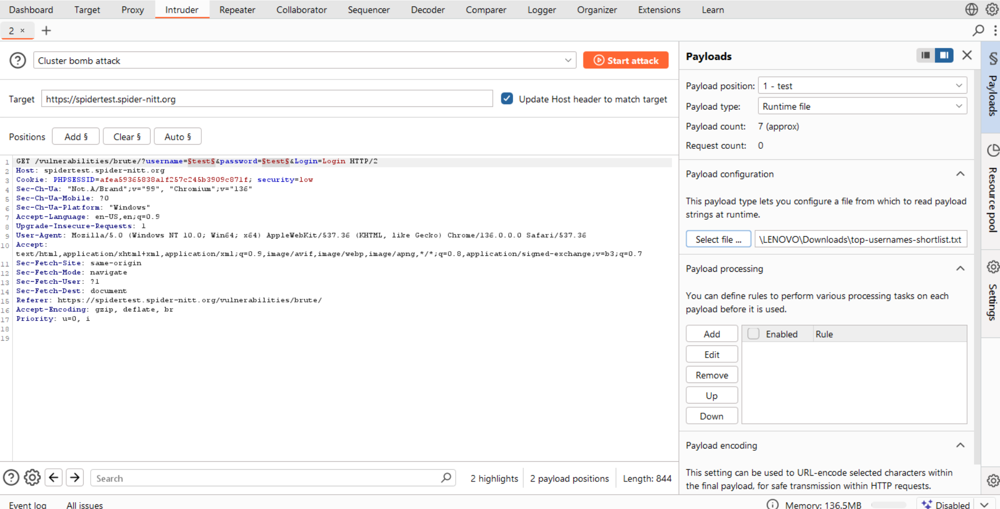 Dashboard Target Proxy Intruder Repeater Collaborator Sequencer Decoder Comparer Logger Organizer Extensions Learn
2 ×
Cluster bomb attack
Start attack
Target https://spidertest.spider-nitt.org Update Host header to match target
Positions Add § Clear § Auto §
1 GET /vulnerabilities/brute/?username=§test§&password=§test§&Login=Login HTTP/2
2 Host: spidertest.spider-nitt.org
3 Cookie: PHPSESSID=afea59365838a1f257c245b3909c871f; security=low
4 Sec-Ch-Ua: "Not.A/Brand";v="99", "Chromium";v="136"
5 Sec-Ch-Ua-Mobile: ?0
6 Sec-Ch-Ua-Platform: "Windows"
7 Accept-Language: en-US,en;q=0.9
8 Upgrade-Insecure-Requests: 1
9 User-Agent: Mozilla/5.0 (Windows NT 10.0; Win64; x64) AppleWebKit/537.36 (KHTML, like Gecko) Chrome/136.0.0.0 Safari/537.36
10 Accept:
text/html,application/xhtml+xml,application/xml;q=0.9,image/avif,image/webp,image/apng,*/*;q=0.8,application/signed-exchange;v=b3;q=0.7
11 Sec-Fetch-Site: same-origin
12 Sec-Fetch-Mode: navigate
13 Sec-Fetch-User: ?1
14 Sec-Fetch-Dest: document
15 Referer: https://spidertest.spider-nitt.org/vulnerabilities/brute/
16 Accept-Encoding: gzip, deflate, br
17 Priority: u=0, i
18
19
Search
2 highlights 2 payload positions Length: 844
Payloads
Payload position: 1 - test
Payload type: Runtime file
Payload count: 7 (approx)
Request count: 0
Payload configuration
This payload type lets you configure a file from which to read payload
strings at runtime.
Select file ... \LENOVO\Downloads\top-usernames-shortlist.txt
Payload processing
You can define rules to perform various processing tasks on each
payload before it is used.
Add Enabled Rule
Edit
Remove
Up
Down
Payload encoding
This setting can be used to URL-encode selected characters within
the final payload, for safe transmission within HTTP requests.
§ Payloads
Resource pool
Settings
Event log All issues
Memory: 136.5MB Disabled